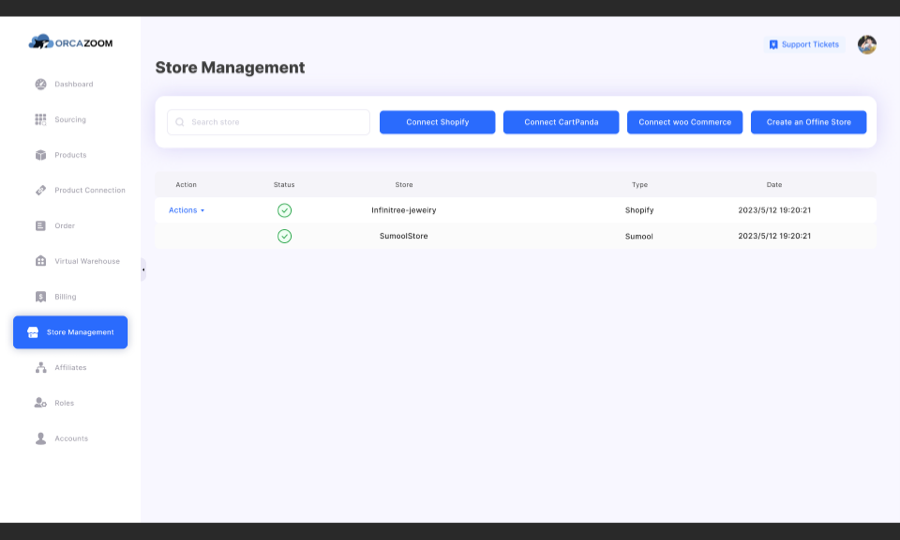 ORCAZOOM
Support Tickets
Store Management
Dashboard
Sourcing
Products
Product Connection
Order
Virtual Warehouse
Billing
Store Management
Affiliates
Roles
Accounts
Search store
Connect Shopify
Connect CartPanda
Connect woo Commerce
Create an Offine Store
Action Status Store Type Date
Actions Infinitree-jeweiry Shopify 2023/5/12 19:20:21
SumoolStore Sumool 2023/5/12 19:20:21